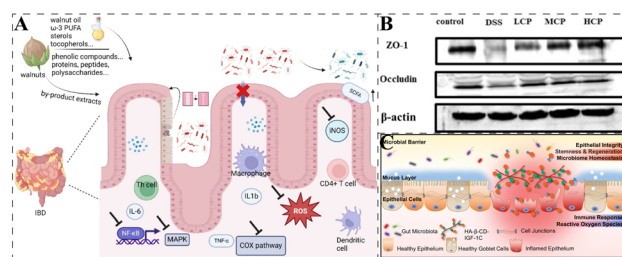 A
walnut oil
ω-3 PUFA
sterols
tocopherols...
phenolic compounds...
proteins, peptides,
polysaccharides...
walnuts
by-product extracts
IBD
SCFA
iNOS
Macrophage
Th cell
CD4+ T cell
IL-6
IL1b
ROS
NF-κB
MAPK
TNF-α
COX pathway
Dendritic
cell
B
control
DSS
LCP
MCP
HCP
ZO-1
Occludin
β-actin
C
Microbial Barrier
Epithelial Integrity
Stemness & Regeneration
Microbiome Homeostasis
Mucus Layer
Epithelial Cells
Immune Response
Reactive Oxygen Species
Gut Microbiota
HA-β-CD-
IGF-1C
Cell Junctions
Healthy Epithelium
Healthy Goblet Cells
Inflamed Epithelium